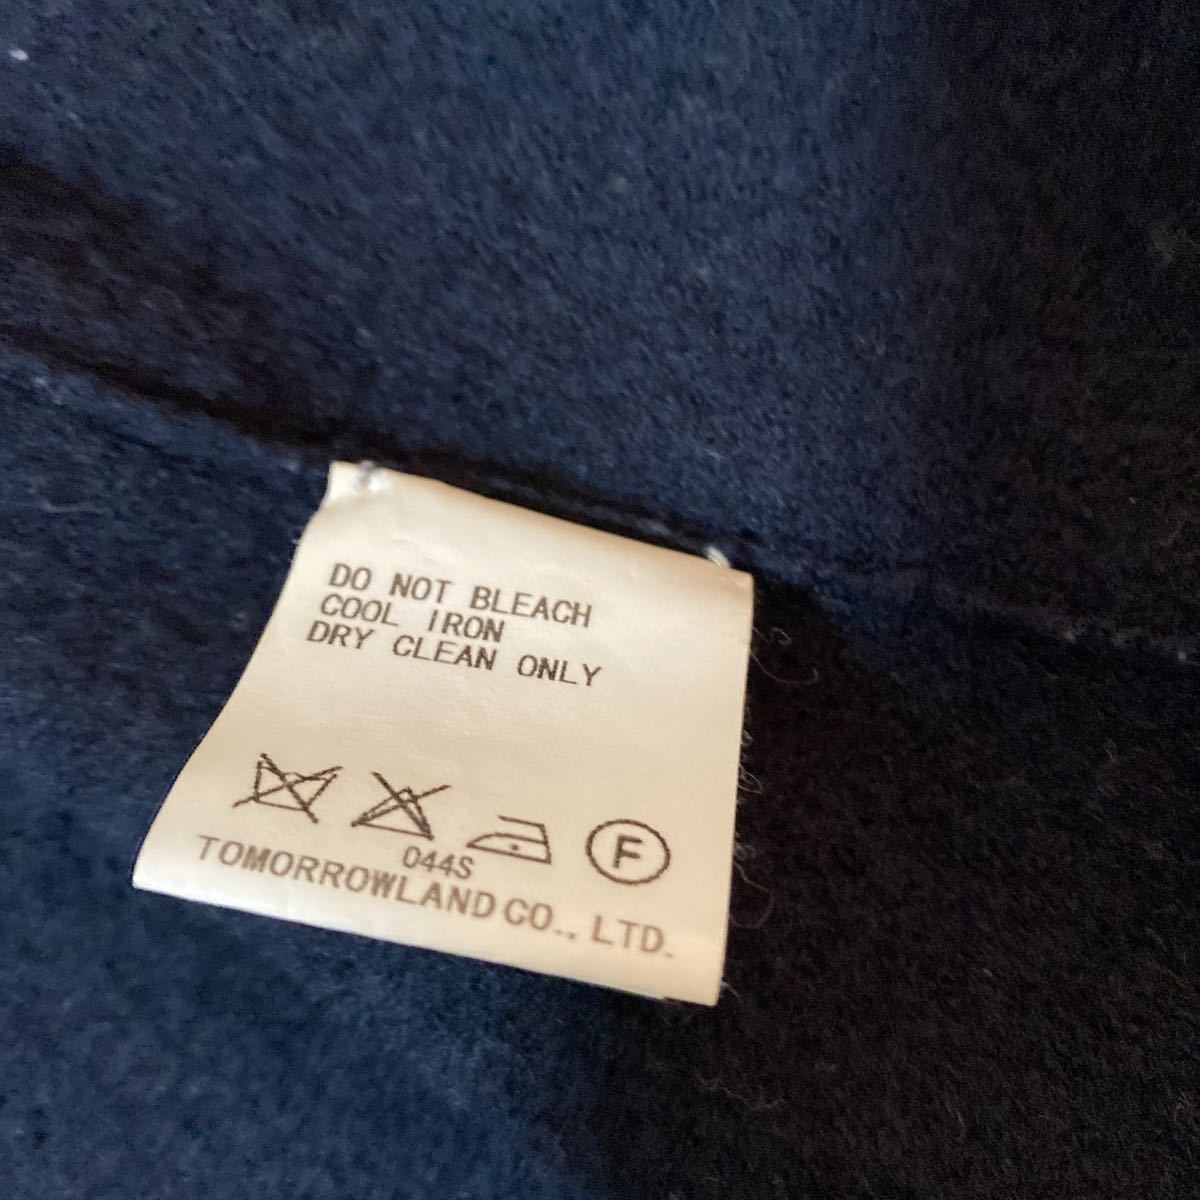 DO NOT BLEACH
COOL IRON
DRY CLEAN ONLY
F
044S
TOMORROWLAND CO., LTD.